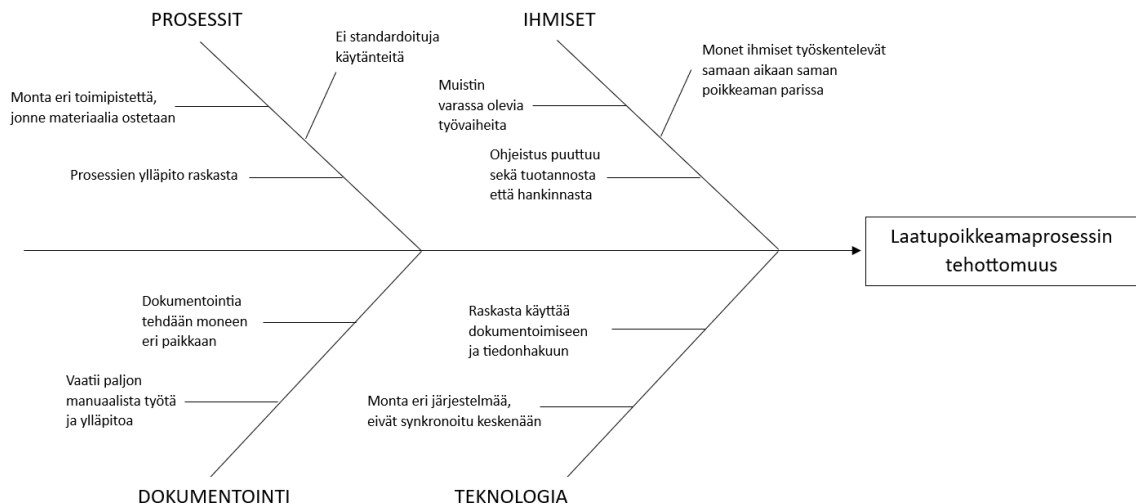 PROSESSIT
Ei standardoituja
käytänteitä
Monta eri toimipistettä,
jonne materiaalia ostetaan
Prosessien ylläpito raskasta
IHMISET
Monet ihmiset työskentelevät
samaan aikaan saman
poikkeaman parissa
Muistin
varassa olevia
työvaiheita
Ohjeistus puuttuu
sekä tuotannosta
että hankinnasta
Laatupoikkeamaprosessin
tehottomuus
Dokumentointia
tehdään moneen
eri paikkaan
Vaatii paljon
manuaalista työtä
ja ylläpitoa
DOKUMENTOINTI
Raskasta käyttää
dokumentoimiseen
ja tiedonhakuun
Monta eri järjestelmää,
eivät synkronoitu keskenään
TEKNOLOGIA